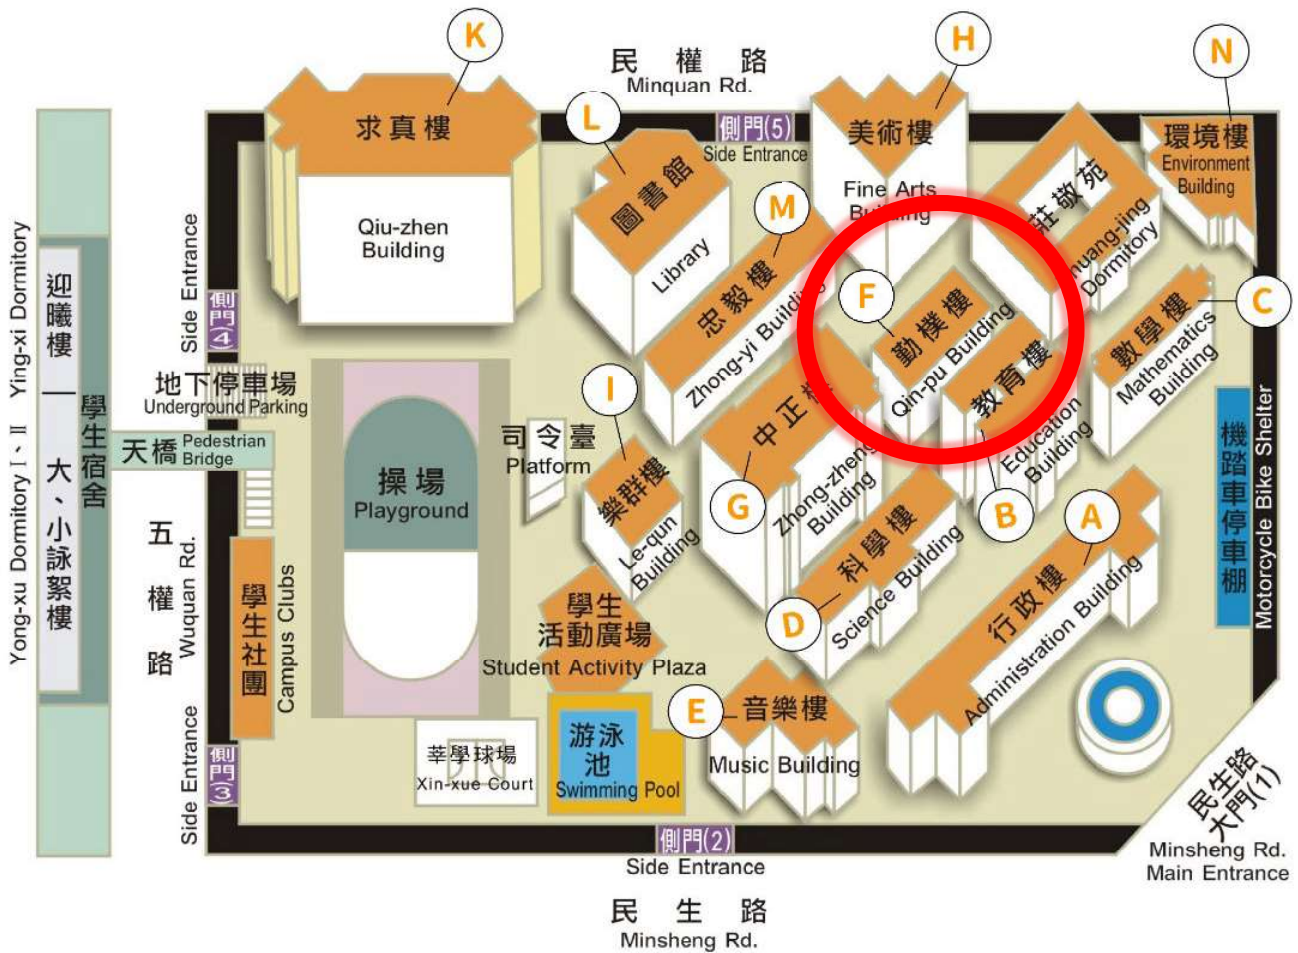 K
H
N
民 權 路
Minquan Rd.
求真樓
Qiu-zhen
Building
L
圖書館
Library
側門(5)
Side Entrance
美術樓
Fine Arts
Building
環境樓
Environment
Building
莊敬苑
huang-jing
Dormitory
M
忠毅樓
Zhong-yi Building
F
勤樸樓
Qin-pu Building
教育樓
Education
Building
B
數學樓
Mathematics
Building
C
Side Entrance
側門(4)
Ying-xi Dormitory
迎曦樓
Yong-xu Dormitory I、II
大、小詠絮樓
學生宿舍
地下停車場
Underground Parking
天橋
Pedestrian
Bridge
操場
Playground
司令臺
Platform
I
樂群樓
Le-qun
Building
中正樓
G
Zhong-zheng
Building
科學樓
D
Science Building
A
行政樓
Administration Building
機踏車停車棚
Motorcycle Bike Shelter
五權路
Wuquan Rd.
學生社團
Campus Clubs
學生
活動廣場
Student Activity Plaza
Side Entrance
側門(3)
莘學球場
Xin-xue Court
游泳
池
Swimming Pool
E
音樂樓
Music Building
側門(2)
Side Entrance
民生路
大門(1)
Minsheng Rd.
Main Entrance
民 生 路
Minsheng Rd.